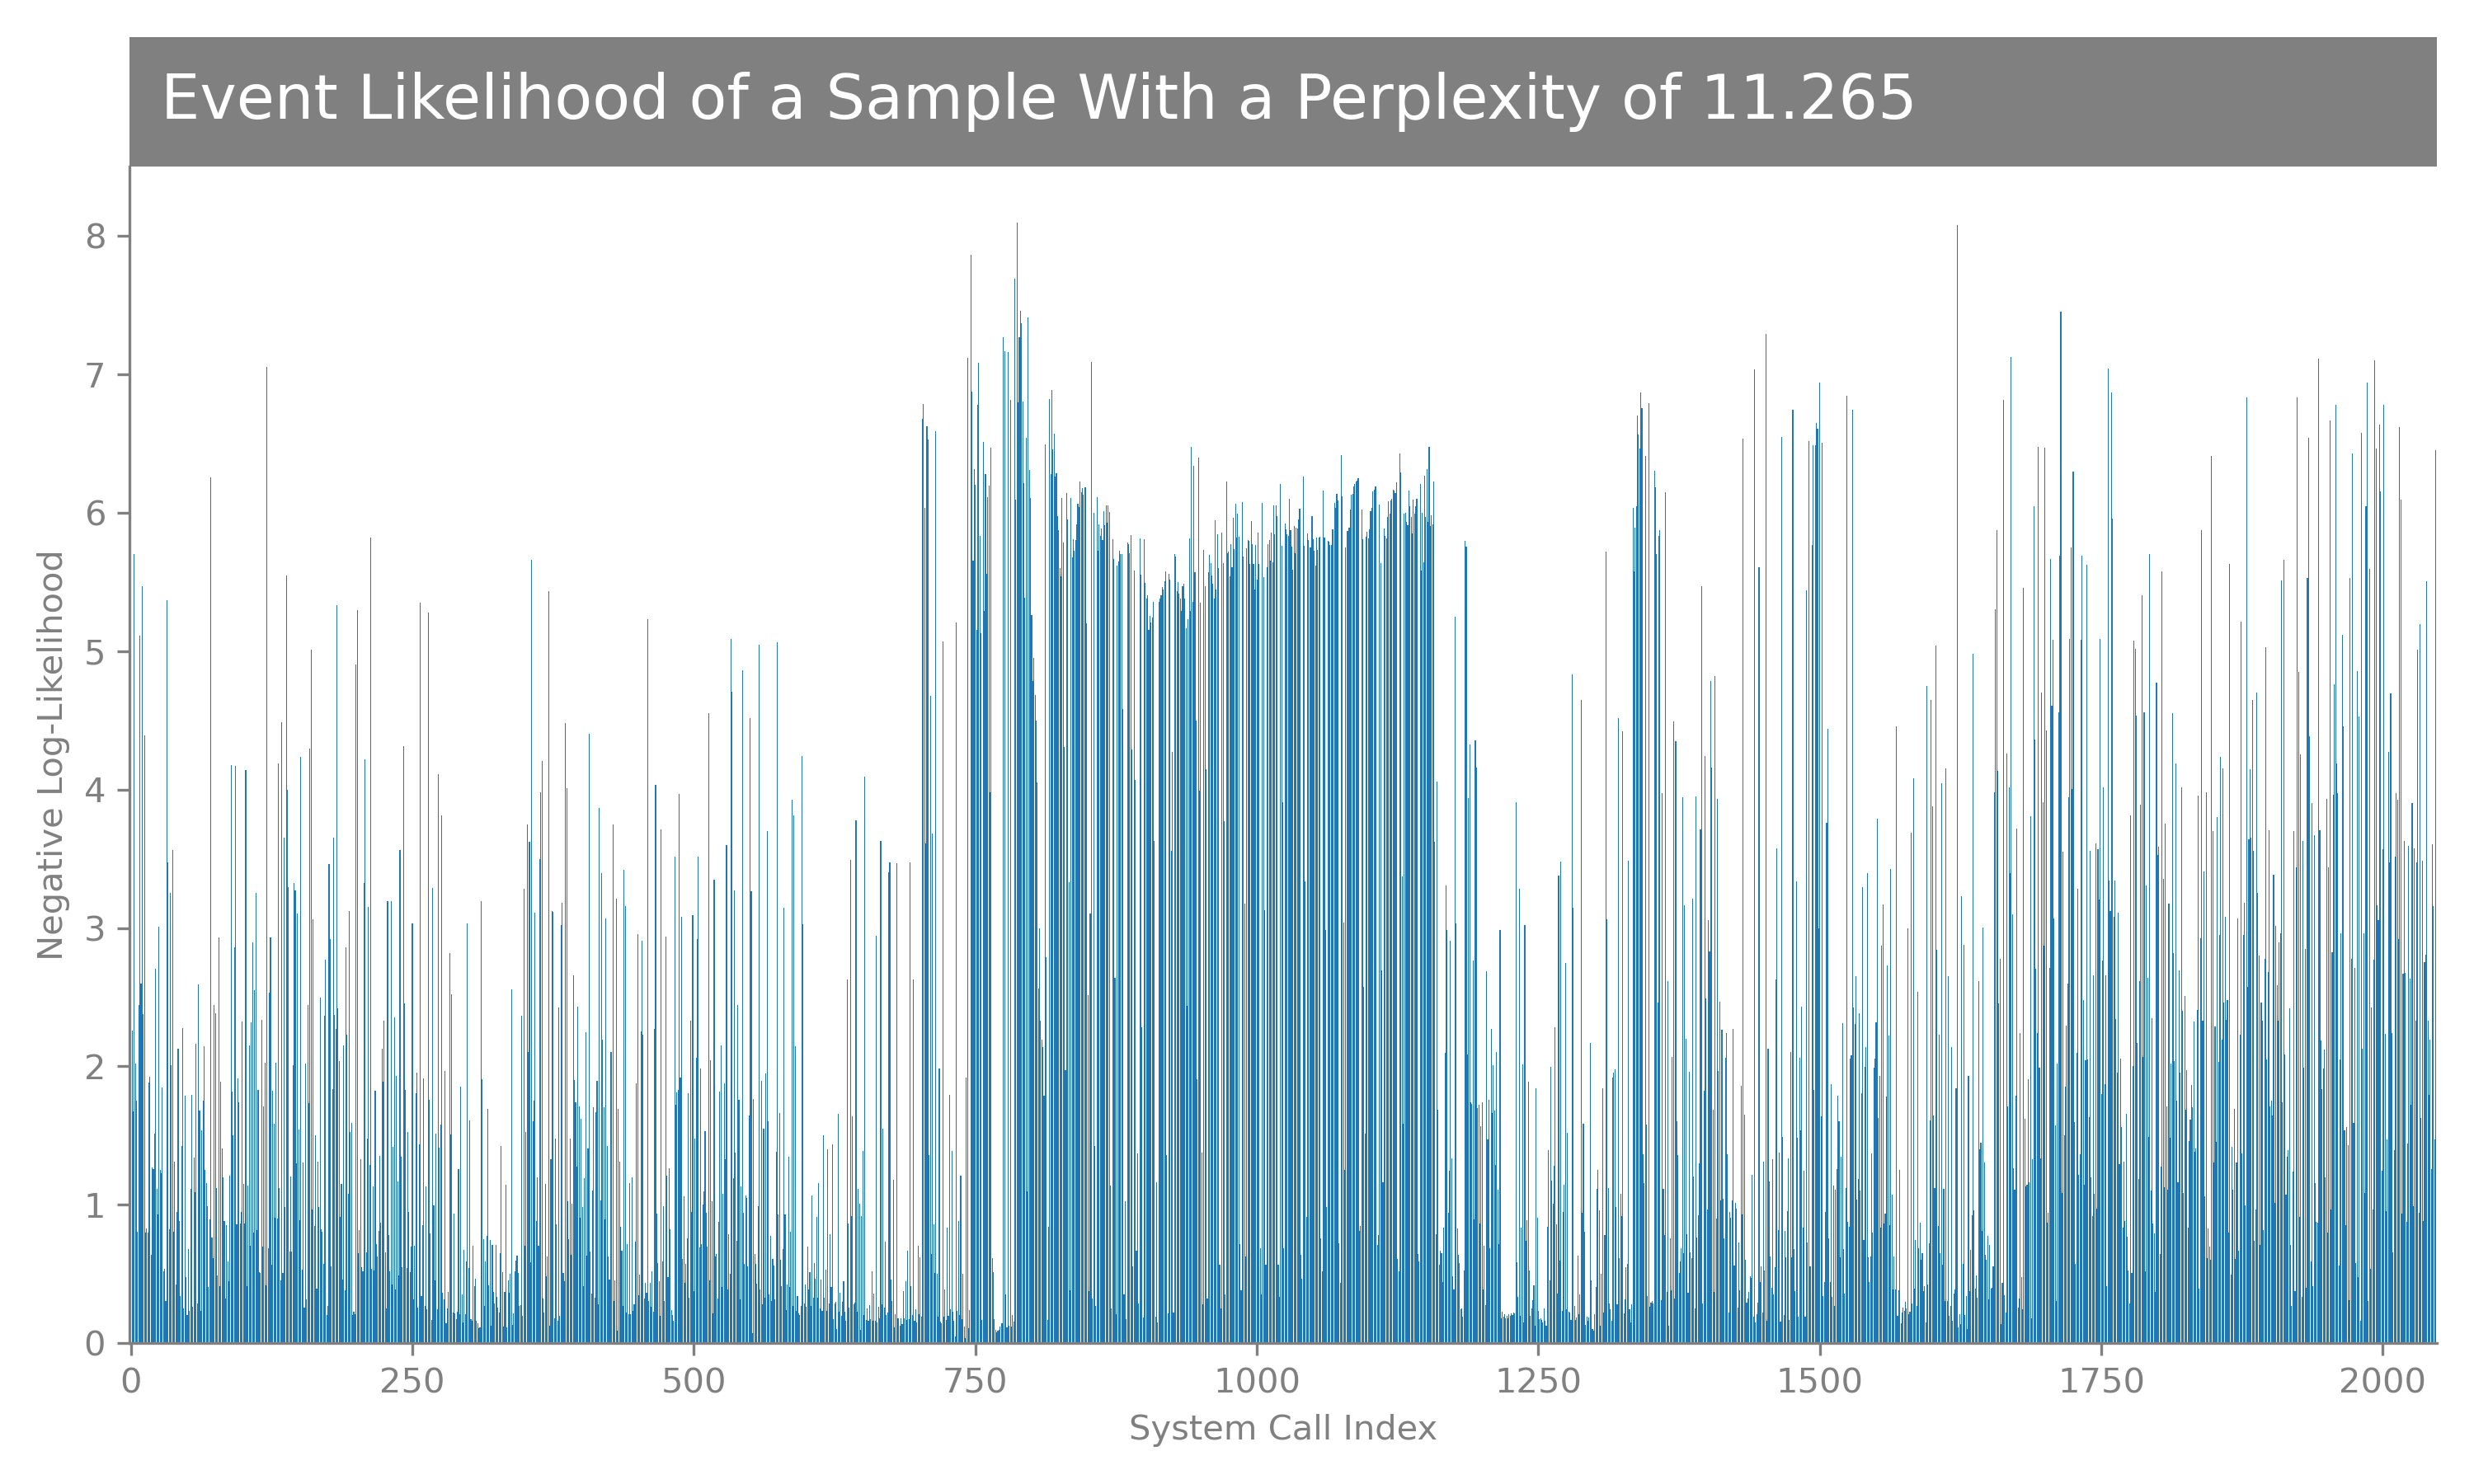 Event Likelihood of a Sample With a Perplexity of 11.265
8
7
6
5
4
3
2
1
0
Negative Log-Likelihood
0 250 500 750 1000 1250 1500 1750 2000
System Call Index